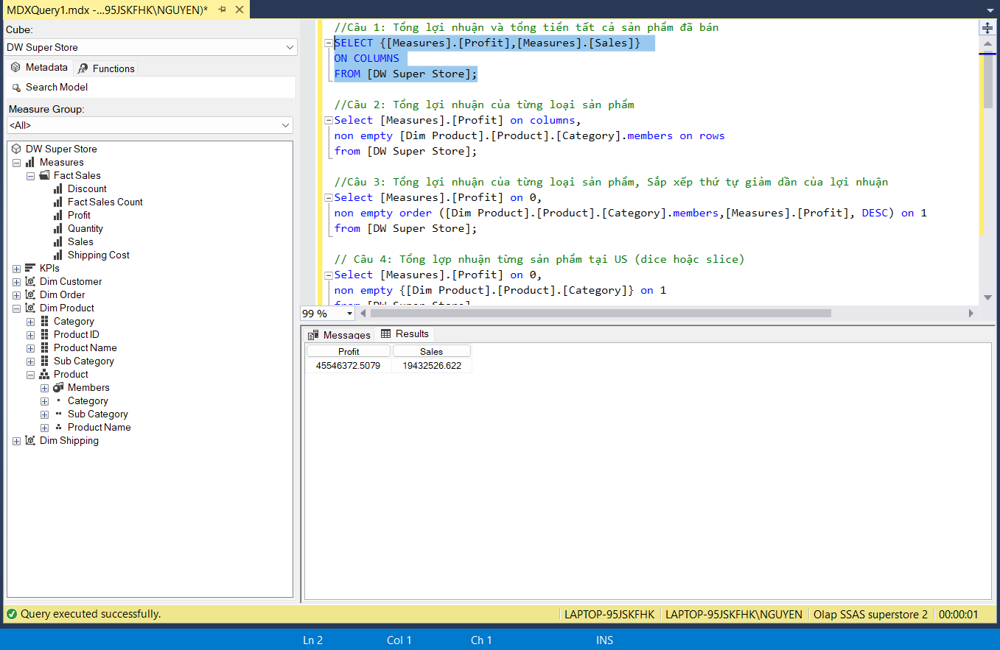 MDXQuery1.mdx -...95JSKFHK\NGUYEN)*
Cube:
DW Super Store
Metadata
Functions
Search Model
Measure Group:
<All>
DW Super Store
Measures
Fact Sales
Discount
Fact Sales Count
Profit
Quantity
Sales
Shipping Cost
KPIs
Dim Customer
Dim Order
Dim Product
Category
Product ID
Product Name
Sub Category
Product
Members
Category
Sub Category
Product Name
Dim Shipping
//Câu 1: Tổng lợi nhuận và tổng tiền tất cả sản phẩm đã bán
SELECT {[Measures].[Profit],[Measures].[Sales]}
ON COLUMNS
FROM [DW Super Store];
//Câu 2: Tổng lợi nhuận của từng loại sản phẩm
Select [Measures].[Profit] on columns,
non empty [Dim Product].[Product].[Category].members on rows
from [DW Super Store];
//Câu 3: Tổng lợi nhuận của từng loại sản phẩm, Sắp xếp thứ tự giảm dần của lợi nhuận
Select [Measures].[Profit] on 0,
non empty order ([Dim Product].[Product].[Category].members,[Measures].[Profit], DESC) on 1
from [DW Super Store];
// Câu 4: Tổng lợp nhuận từng sản phẩm tại US (dice hoặc slice)
Select [Measures].[Profit] on 0,
non empty {[Dim Product].[Product].[Category]} on 1
from [DW Super Store]
99 %
Messages
Results
Profit Sales
45546372.5079 19432526.622
Query executed successfully.
LAPTOP-95JSKFHK
LAPTOP-95JSKFHK\NGUYEN
Olap SSAS superstore 2
00:00:01
Ln 2
Col 1
Ch 1
INS